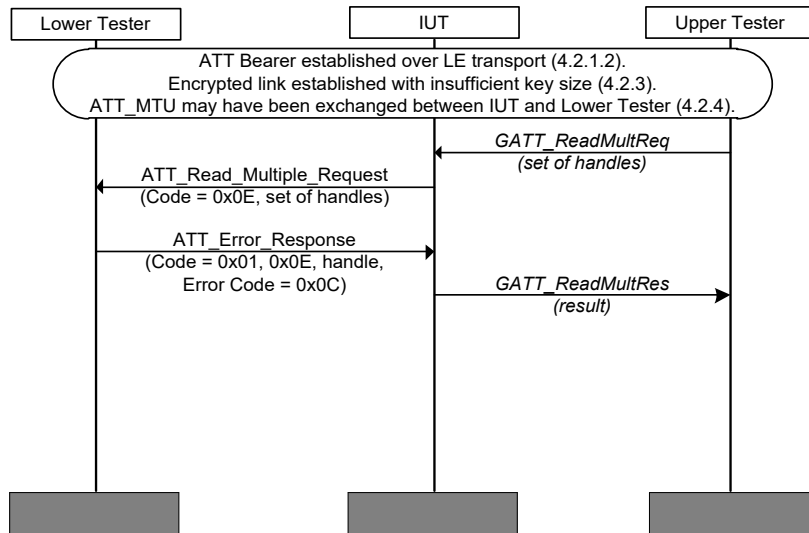 Lower Tester
IUT
Upper Tester
ATT Bearer established over LE transport (4.2.1.2).
Encrypted link established with insufficient key size (4.2.3).
ATT_MTU may have been exchanged between IUT and Lower Tester (4.2.4).
GATT_ReadMultReq
(set of handles)
ATT_Read_Multiple_Request
(Code = 0x0E, set of handles)
ATT_Error_Response
(Code = 0x01, 0x0E, handle,
Error Code = 0x0C)
GATT_ReadMultRes
(result)